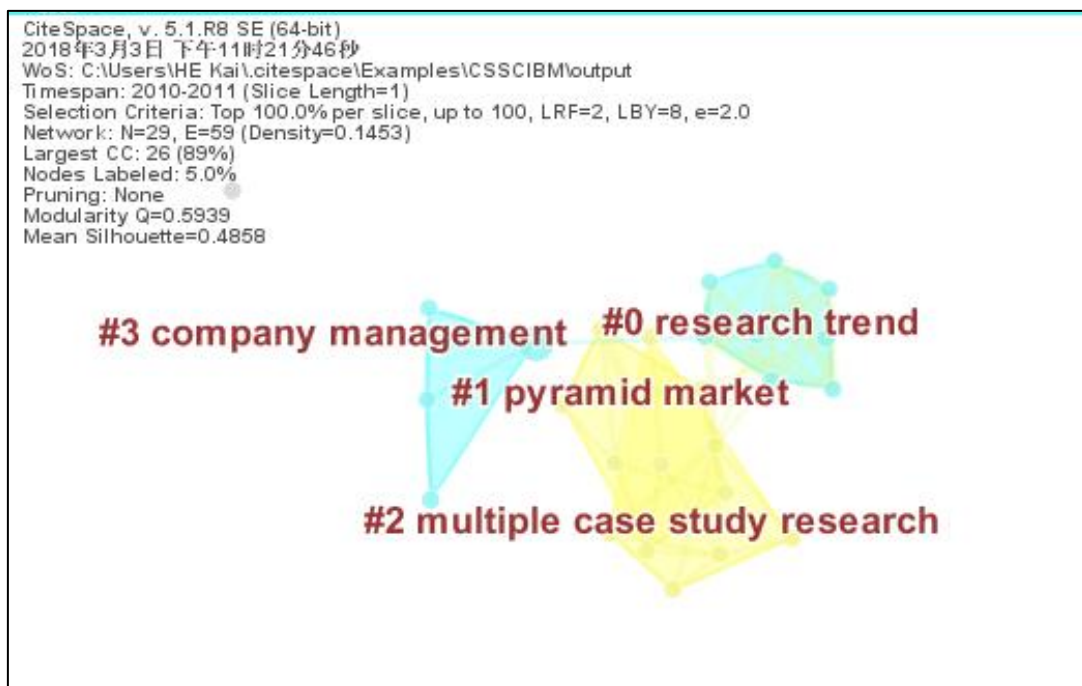 CiteSpace, v. 5.1.R8 SE (64-bit)
2018年3月3日 下午11时21分46秒
WoS: C:\Users\HE Kai\.citespace\Examples\CSSCIBM\output
Timespan: 2010-2011 (Slice Length=1)
Selection Criteria: Top 100.0% per slice, up to 100, LRF=2, LBY=8, e=2.0
Network: N=29, E=59 (Density=0.1453)
Largest CC: 26 (89%)
Nodes Labeled: 5.0%
Pruning: None
Modularity Q=0.5939
Mean Silhouette=0.4858
#0 research trend
#3 company management
#1 pyramid market
#2 multiple case study research